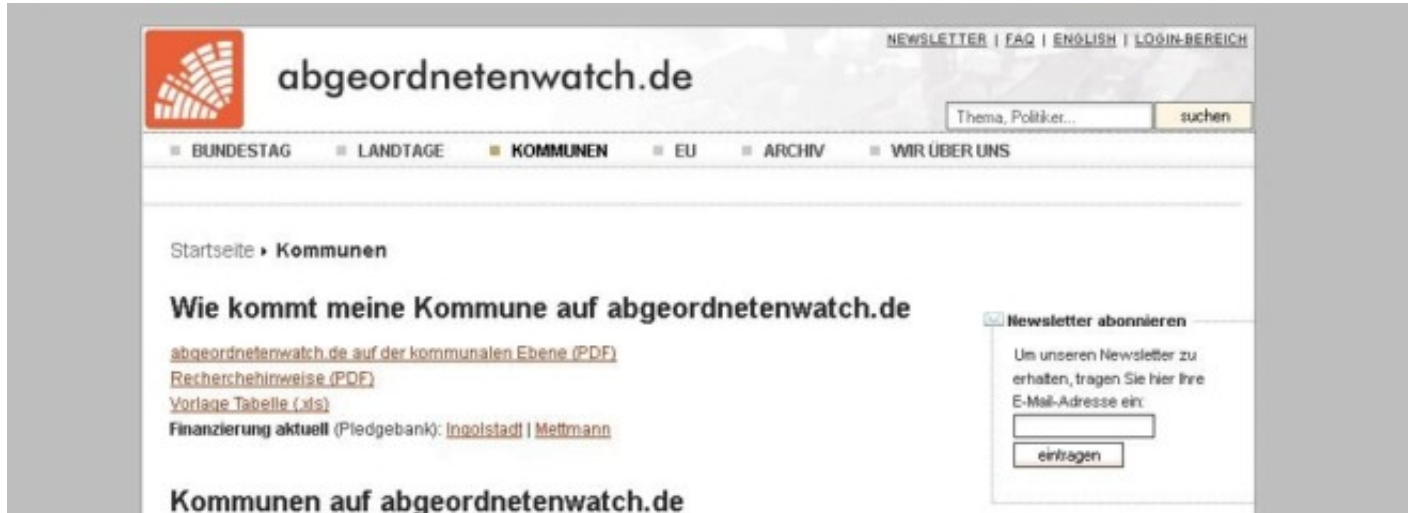 NEWSLETTER | FAQ | ENGLISH | LOGIN-BEREICH
abgeordnetenwatch.de
Thema, Politiker... suchen
BUNDESTAG LANDTAGE KOMMUNEN EU ARCHIV WIR ÜBER UNS
Startseite ▸ Kommunen
Wie kommt meine Kommune auf abgeordnetenwatch.de
abgeordnetenwatch.de auf der kommunalen Ebene (PDF)
Recherchehinweise (PDF)
Vorlage Tabelle (.xls)
Finanzierung aktuell (Pledgebank): Ingolstadt | Mettmann
Kommunen auf abgeordnetenwatch.de
Newsletter abonnieren
Um unseren Newsletter zu
erhalten, tragen Sie hier Ihre
E-Mail-Adresse ein:
eintragen